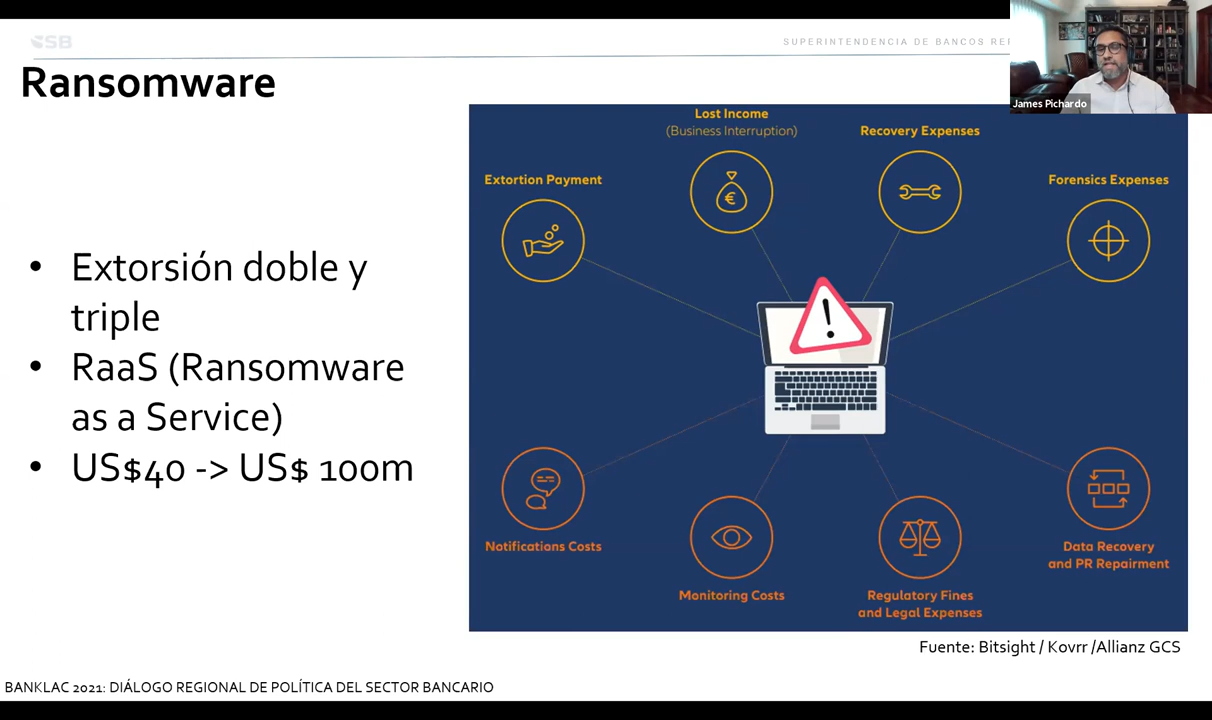 SB
SUPERINTENDENCIA DE BANCOS
James Pichardo
Ransomware
• Extorsión doble y
triple
• RaaS (Ransomware
as a Service)
• US$40 -> US$ 100m
Lost Income
(Business Interruption)
Recovery Expenses
Extortion Payment
Forensics Expenses
€
!
Notifications Costs
Data Recovery
and PR Repairment
Monitoring Costs
Regulatory Fines
and Legal Expenses
Fuente: Bitsight / Kovrr /Allianz GCS
BANKLAC 2021: DIÁLOGO REGIONAL DE POLÍTICA DEL SECTOR BANCARIO